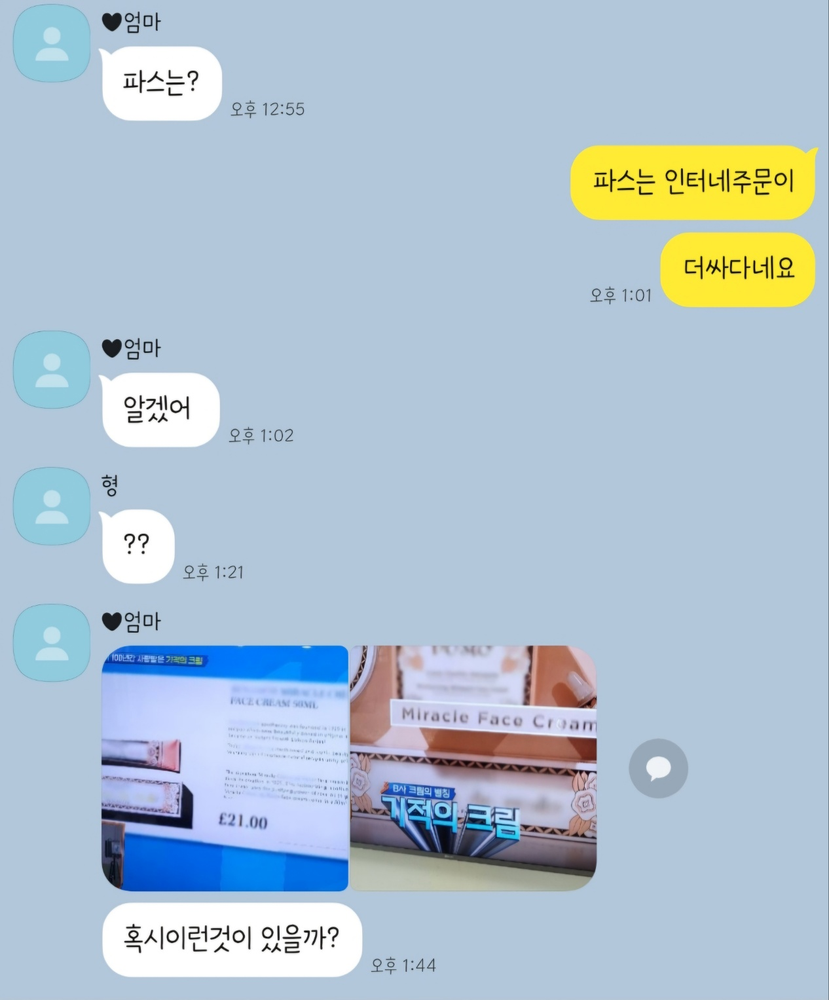 ♥엄마
파스는?
오후 12:55
파스는 인터네주문이
더싸다네요
오후 1:01
♥엄마
알겠어
오후 1:02
형
??
오후 1:21
♥엄마
100년간 사랑받은 기적의 크림
FACE CREAM 50ML
£21.00
Miracle Face Cream
B사 크림의 별칭
기적의 크림
혹시이런것이 있을까?
오후 1:44